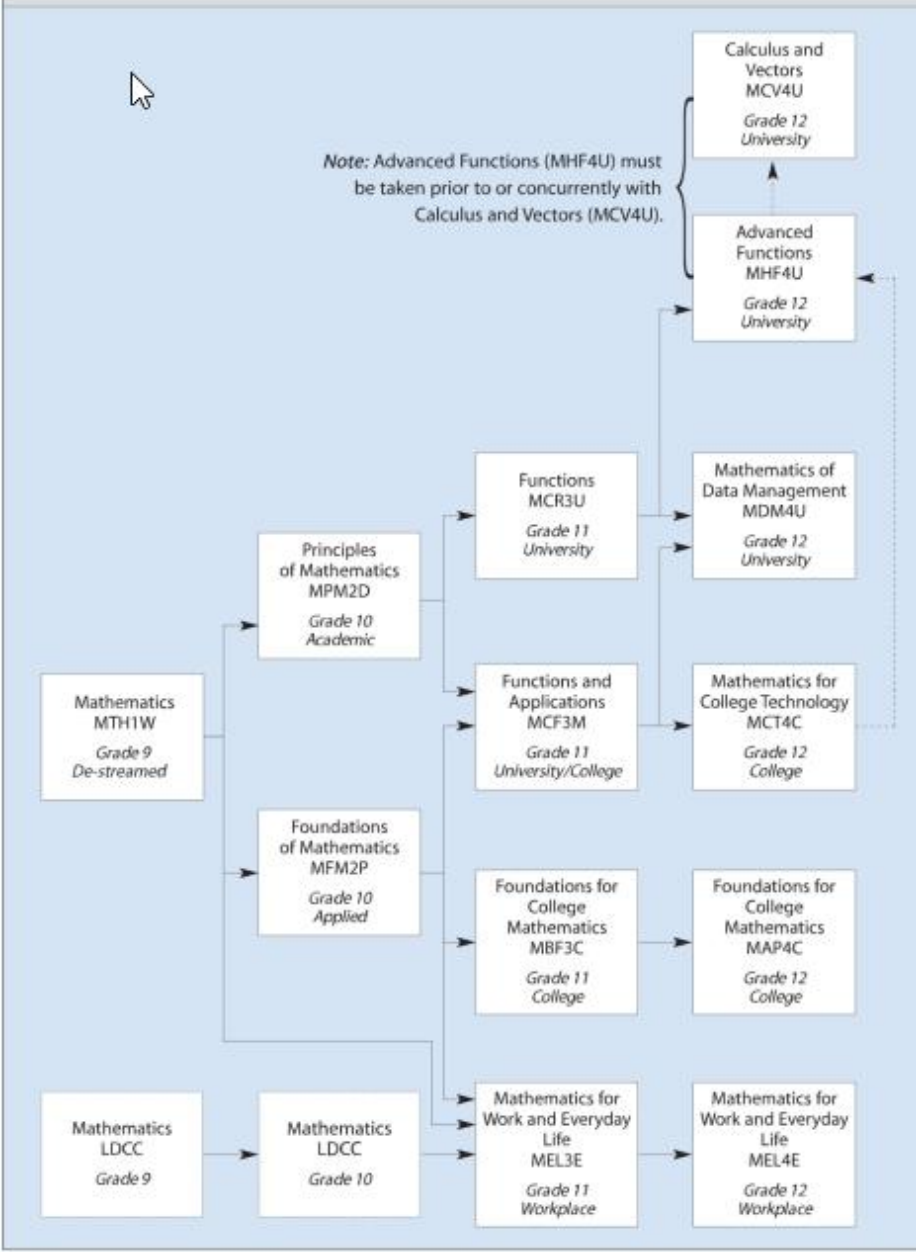 Calculus and
Vectors
MCV4U
Grade 12
University
Note: Advanced Functions (MHF4U) must
be taken prior to or concurrently with
Calculus and Vectors (MCV4U).
Advanced
Functions
MHF4U
Grade 12
University
Functions
MCR3U
Grade 11
University
Mathematics of
Data Management
MDM4U
Grade 12
University
Principles
of Mathematics
MPM2D
Grade 10
Academic
Mathematics
MTH1W
Grade 9
De-streamed
Functions and
Applications
MCF3M
Grade 11
University/College
Mathematics for
College Technology
MCT4C
Grade 12
College
Foundations
of Mathematics
MFM2P
Grade 10
Applied
Foundations for
College
Mathematics
MBF3C
Grade 11
College
Foundations for
College
Mathematics
MAP4C
Grade 12
College
Mathematics
LDCC
Grade 9
Mathematics
LDCC
Grade 10
Mathematics for
Work and Everyday
Life
MEL3E
Grade 11
Workplace
Mathematics for
Work and Everyday
Life
MEL4E
Grade 12
Workplace